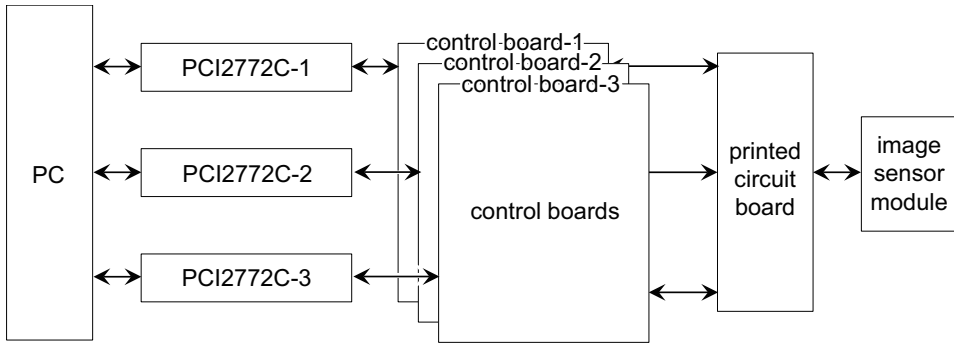 PC
PCI2772C-1
PCI2772C-2
PCI2772C-3
control board-1
control board-2
control board-3
control boards
printed
circuit
board
image
sensor
module